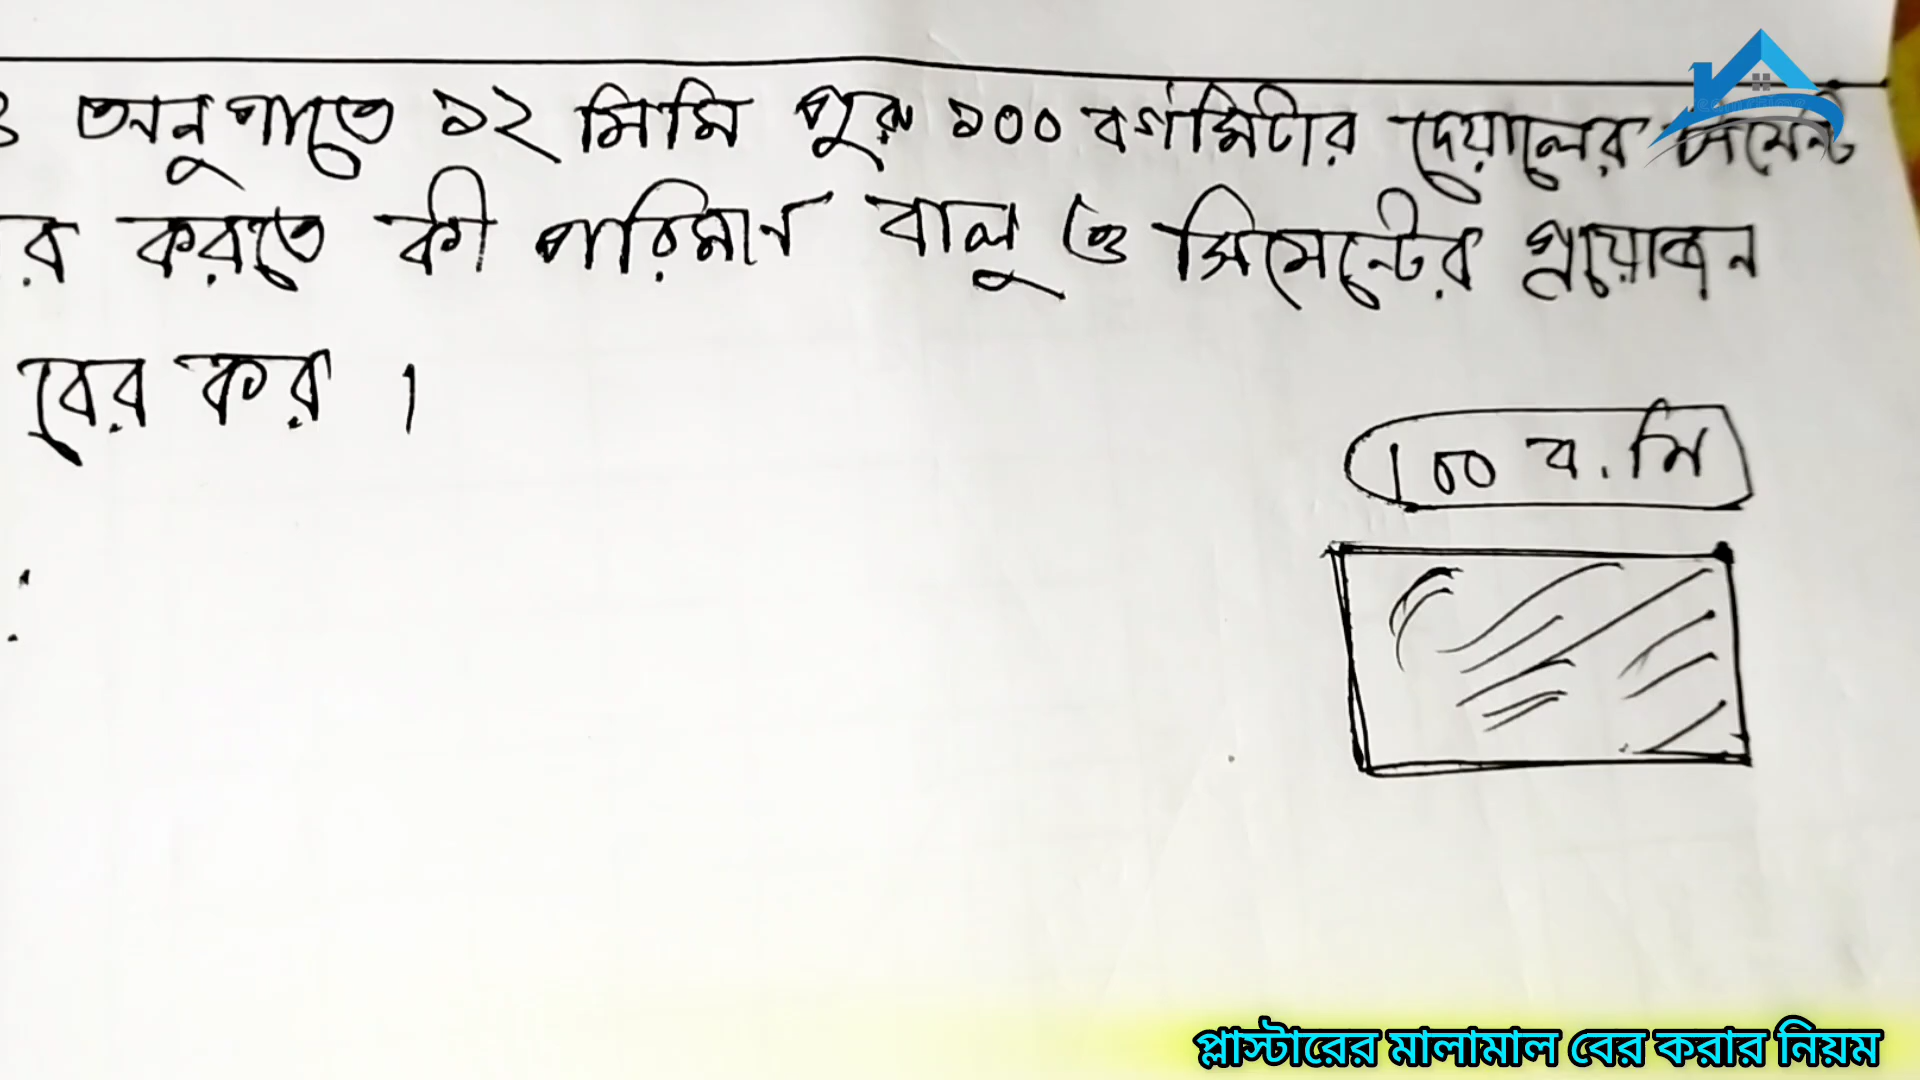 অনুপাতে ১২ মিমি পুরু ১০০ বর্গমিটার দেয়ালের সিমেন্ট
র করতে কী পরিমান বালু ও সিমেন্টের প্রয়োজন
বের কর ।
100 ব. মি
প্লাস্টারের মালামাল বের করার নিয়ম